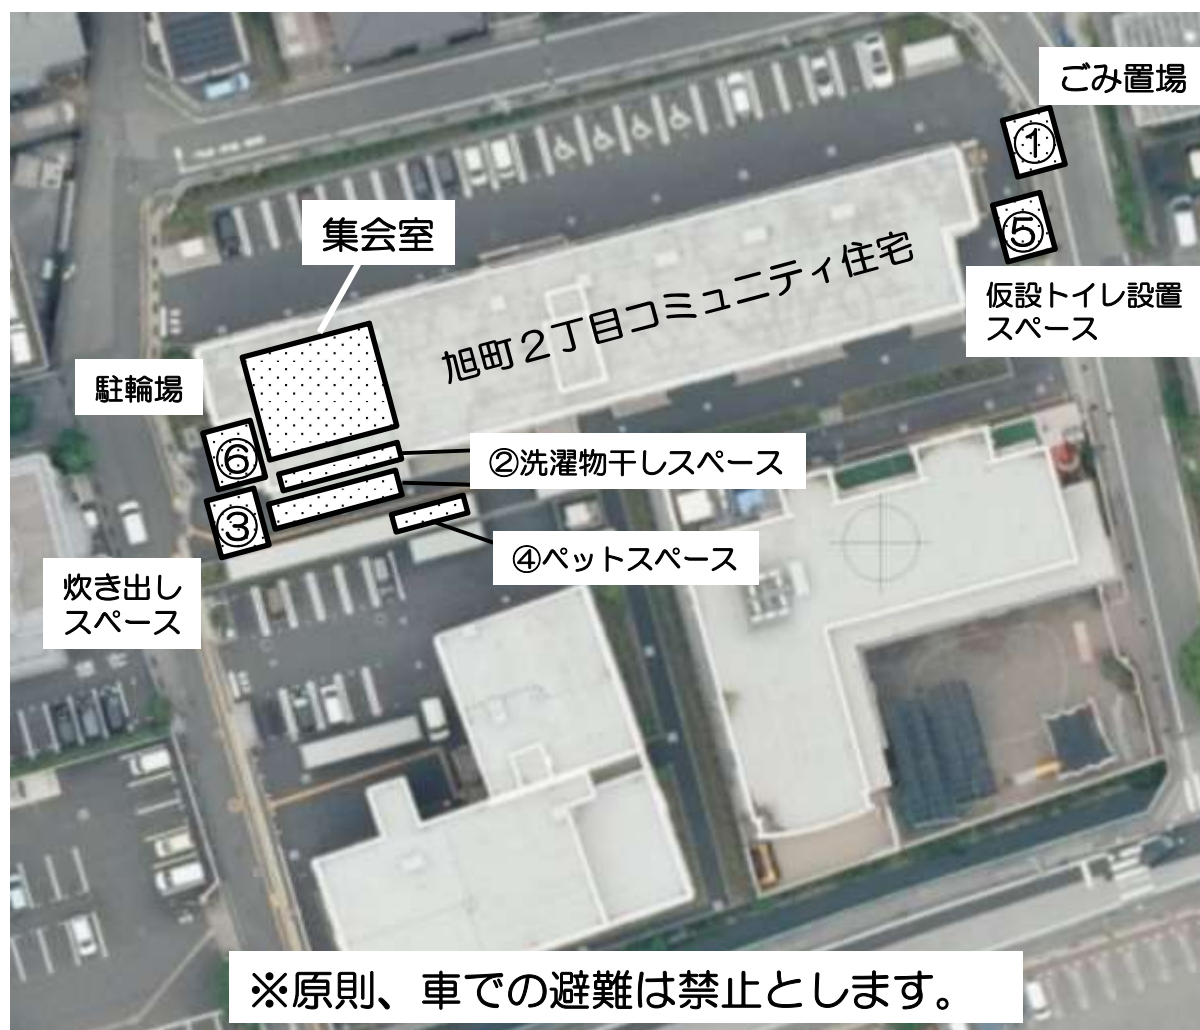 ごみ置場
①
⑤
仮設トイレ設置
スペース
集会室
旭町2丁目コミュニティ住宅
駐輪場
⑥
②洗濯物干しスペース
③
④ペットスペース
炊き出し
スペース
※原則、車での避難は禁止とします。